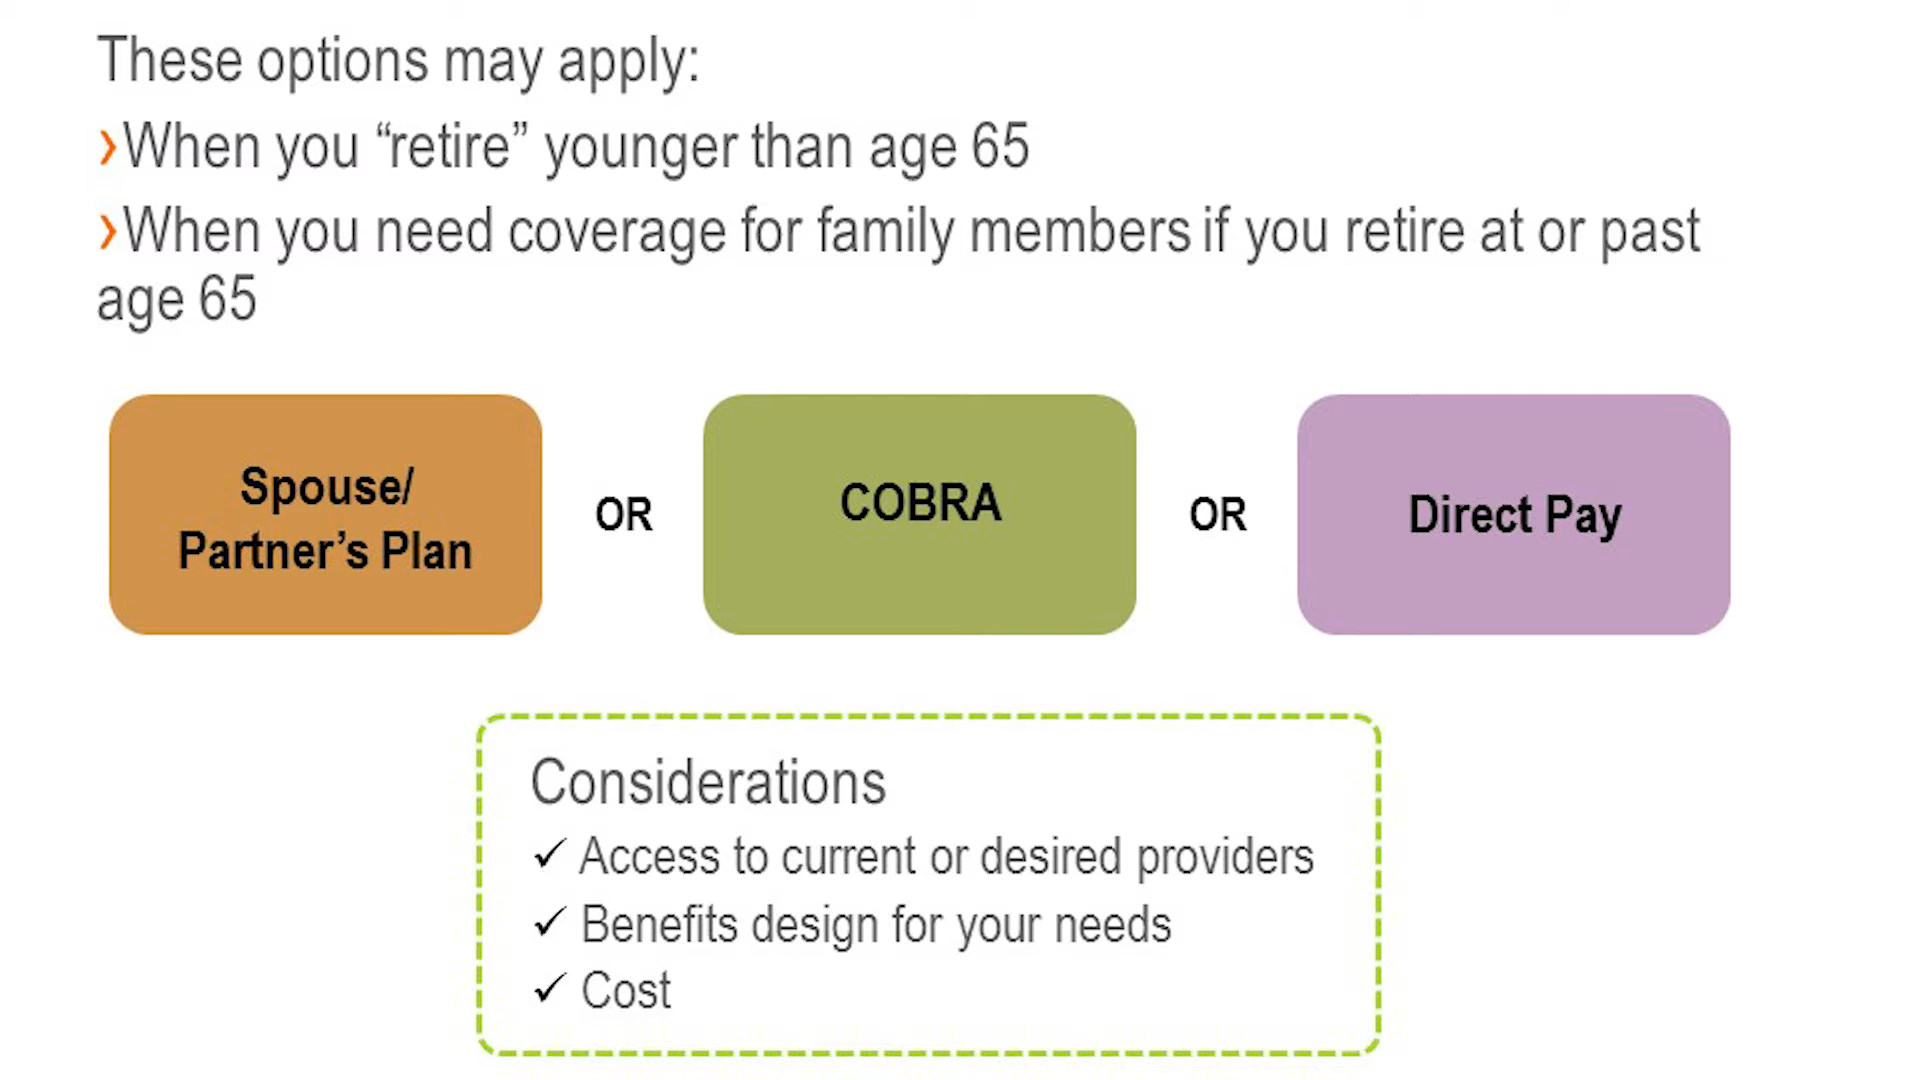 These options may apply:
›When you “retire” younger than age 65
›When you need coverage for family members if you retire at or past
age 65
Spouse/
Partner’s Plan
OR
COBRA
OR
Direct Pay
Considerations
✓ Access to current or desired providers
✓ Benefits design for your needs
✓ Cost